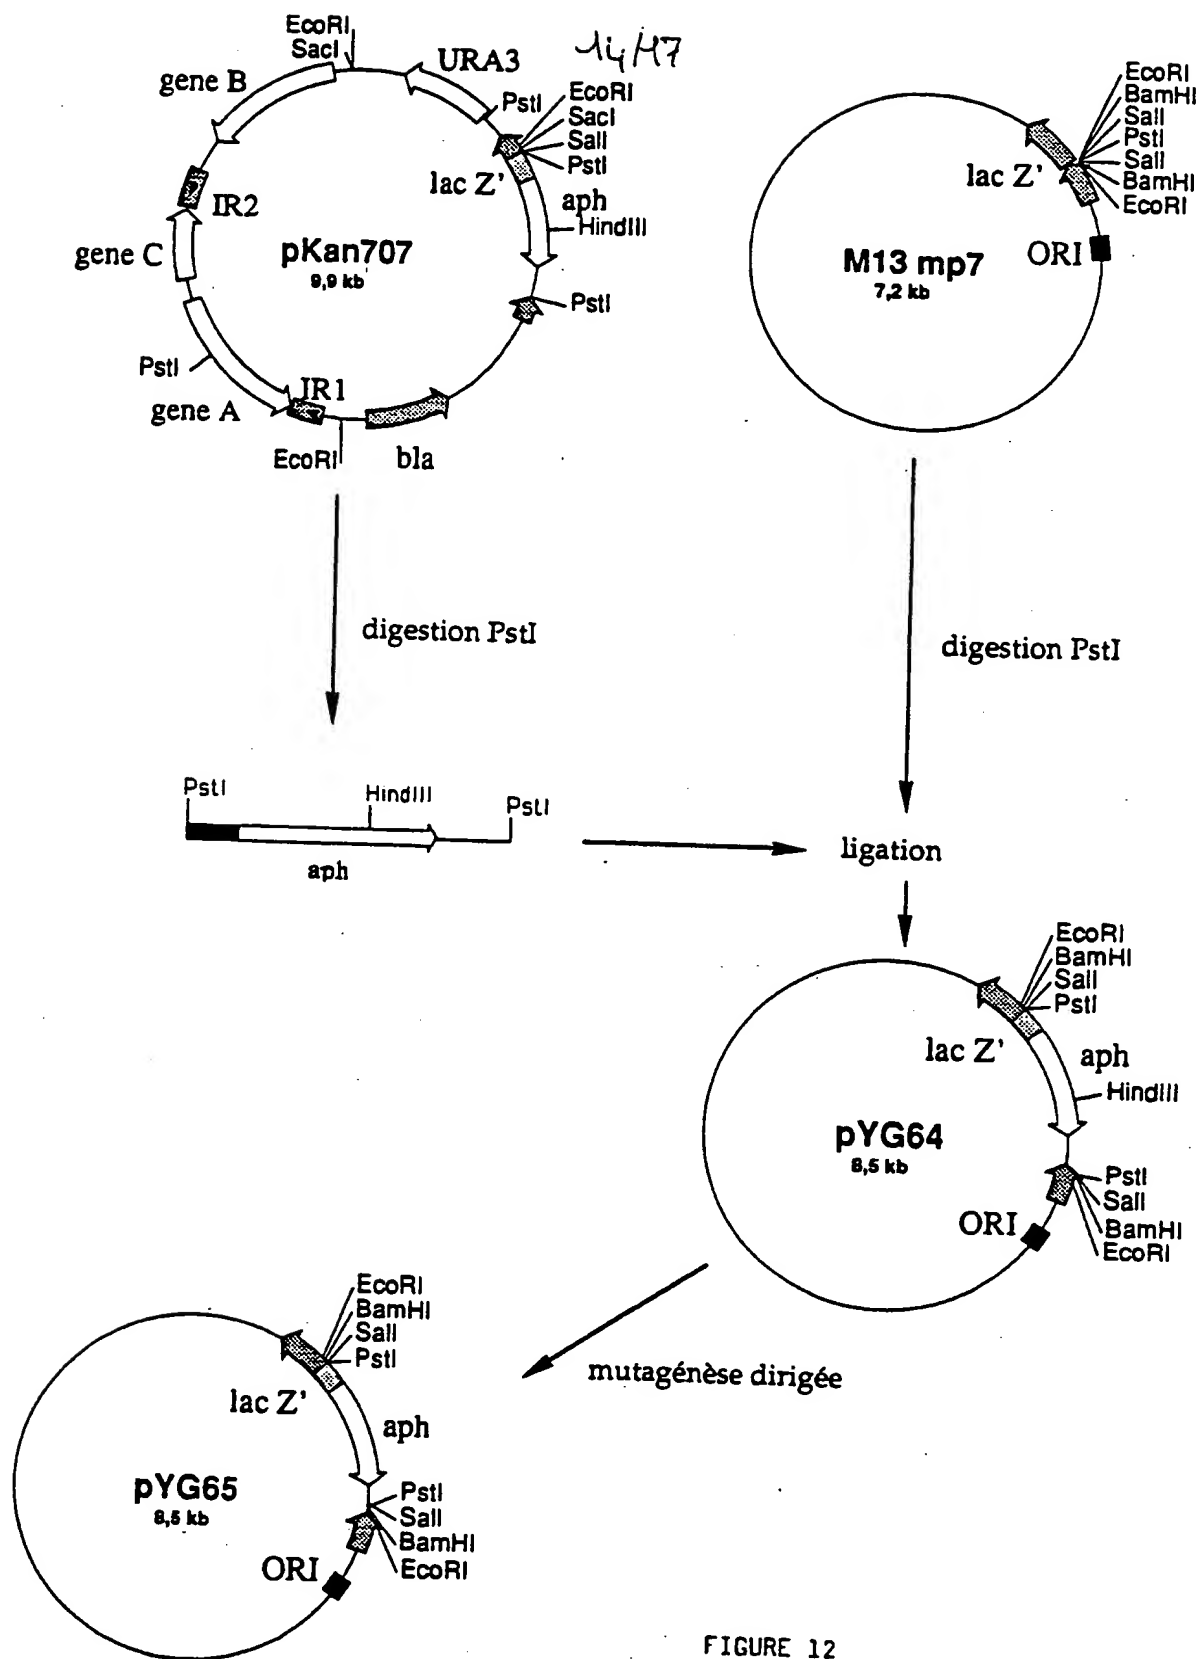 14/47
EcoRI
SacI
gene B
URA3
PstI
EcoRI
SacI
SalI
PstI
lac Z'
aph
HindIII
IR2
gene C
pKan707
9,9 kb
PstI
PstI
gene A
IR1
EcoRI
bla
EcoRI
BamHI
SalI
PstI
SalI
BamHI
EcoRI
lac Z'
ORI
M13 mp7
7,2 kb
digestion PstI
digestion PstI
PstI
HindIII
PstI
aph
ligation
EcoRI
BamHI
SalI
PstI
lac Z'
aph
HindIII
pYG64
8,5 kb
PstI
SalI
BamHI
EcoRI
ORI
mutagénèse dirigée
EcoRI
BamHI
SalI
PstI
lac Z'
aph
pYG65
8,5 kb
PstI
SalI
BamHI
EcoRI
ORI
FIGURE 12